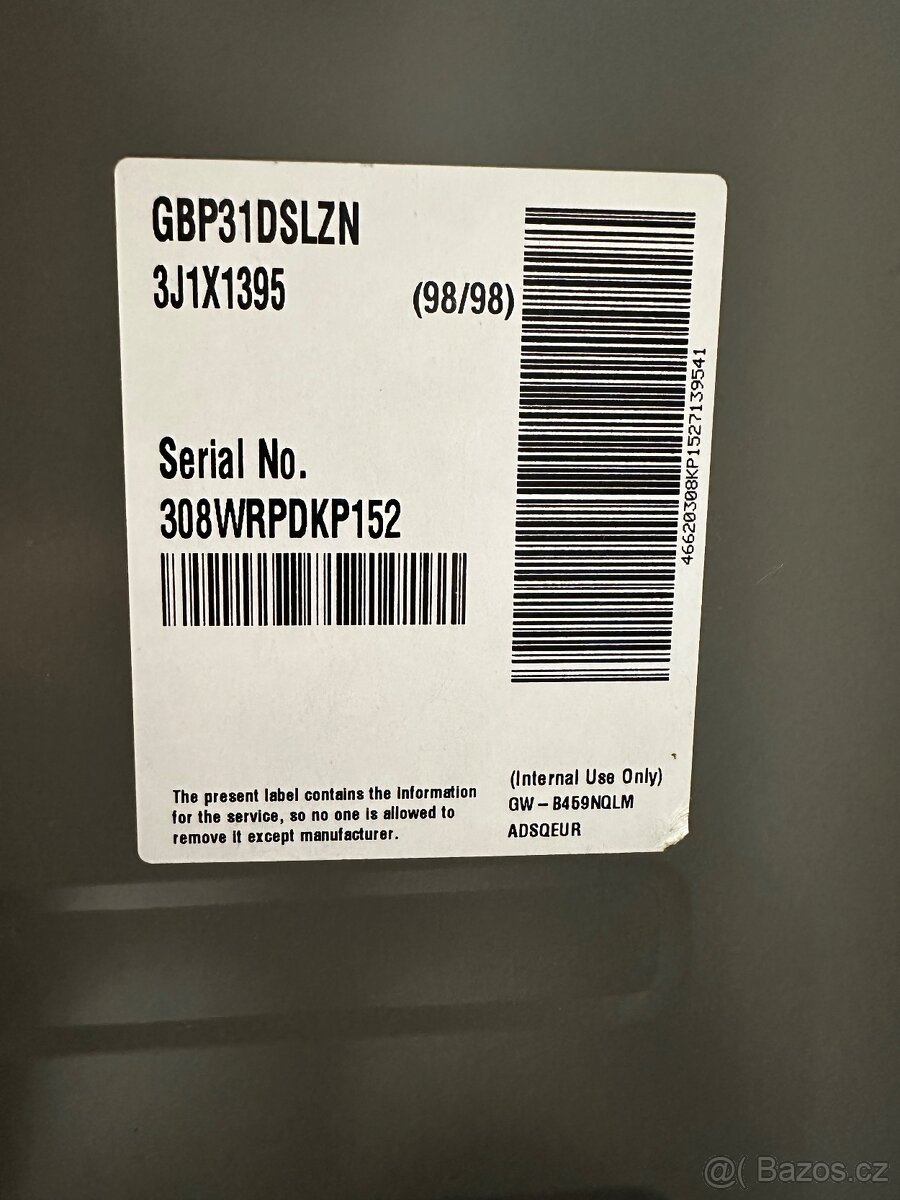 GBP31DSLZN
3J1X1395 (98/98)
46620308KP1527139541
Serial No.
308WRPDKP152
The present label contains the information
for the service, so no one is allowed to
remove it except manufacturer.
(Internal Use Only)
GW-B459NQLM
ADSQEUR
@( Bazos.cz